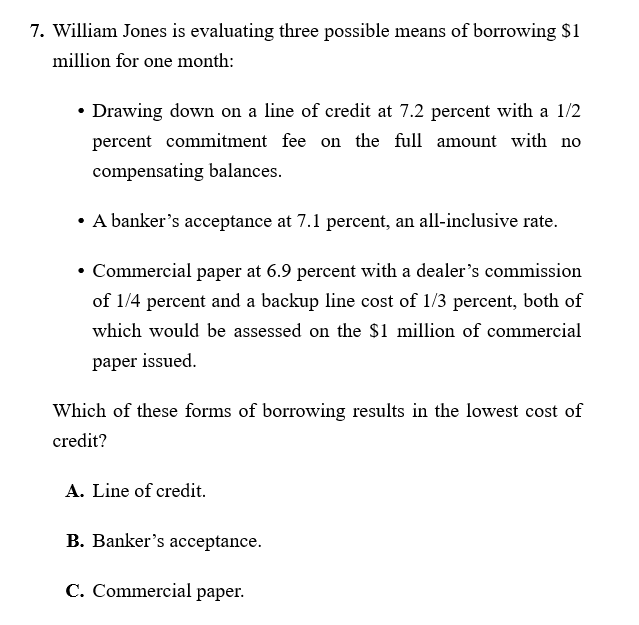 7. William Jones is evaluating three possible means of borrowing $1
million for one month:
• Drawing down on a line of credit at 7.2 percent with a 1/2
percent commitment fee on the full amount with no
compensating balances.
• A banker’s acceptance at 7.1 percent, an all-inclusive rate.
• Commercial paper at 6.9 percent with a dealer’s commission
of 1/4 percent and a backup line cost of 1/3 percent, both of
which would be assessed on the $1 million of commercial
paper issued.
Which of these forms of borrowing results in the lowest cost of
credit?
A. Line of credit.
B. Banker’s acceptance.
C. Commercial paper.